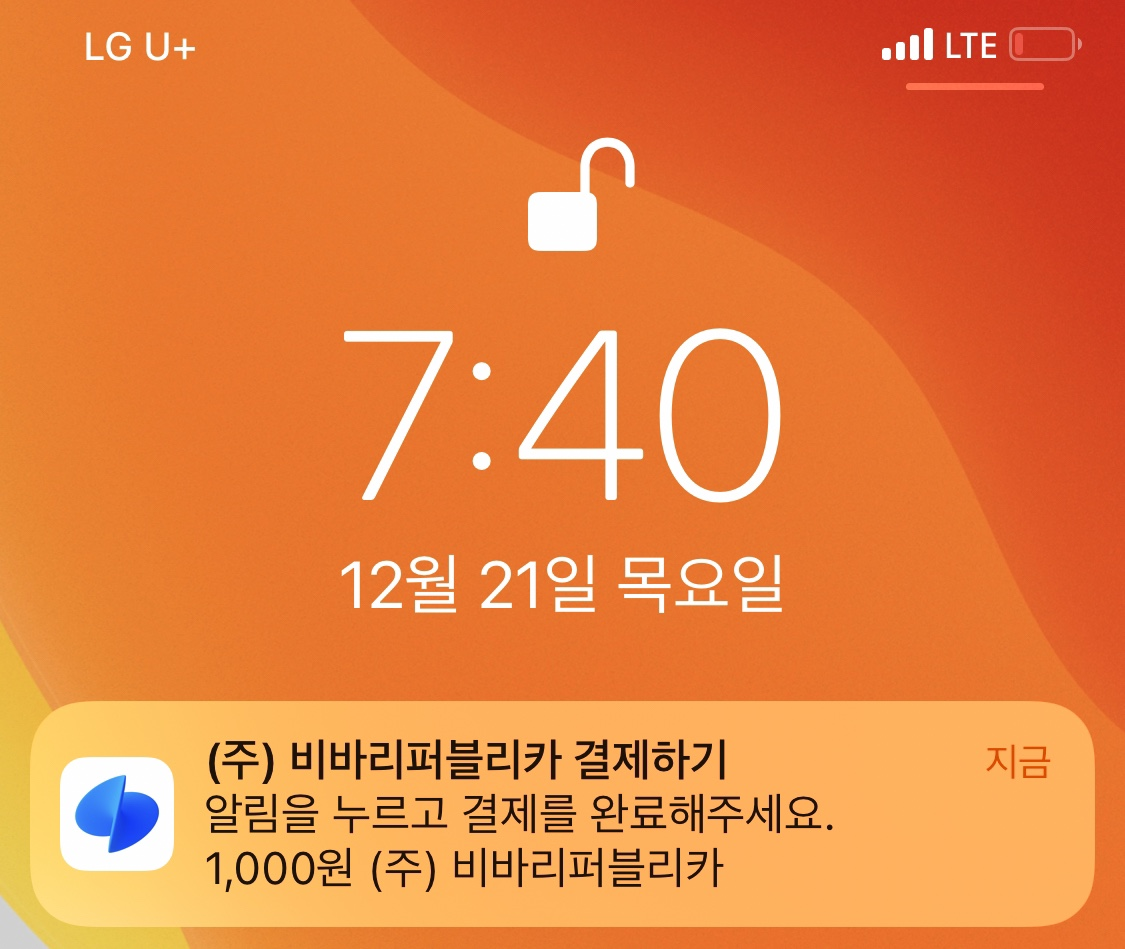 LG U+
LTE
7:40
12월 21일 목요일
(주) 비바리퍼블리카 결제하기
지금
알림을 누르고 결제를 완료해주세요.
1,000원 (주) 비바리퍼블리카